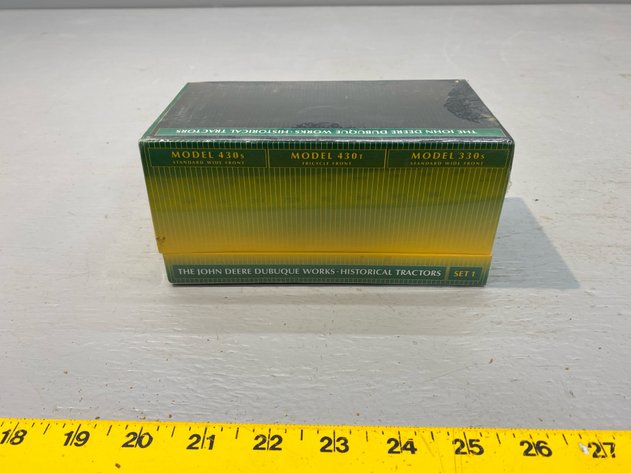 THE JOHN DEERE DUBUQUE WORKS · HISTORICAL TRACTORS
MODEL 430S MODEL 430T MODEL 330S
STANDARD WIDE FRONT TRICYCLE FRONT STANDARD WIDE FRONT
THE JOHN DEERE DUBUQUE WORKS · HISTORICAL TRACTORS SET 1
18 19 20 21 22 23 24 25 26 27